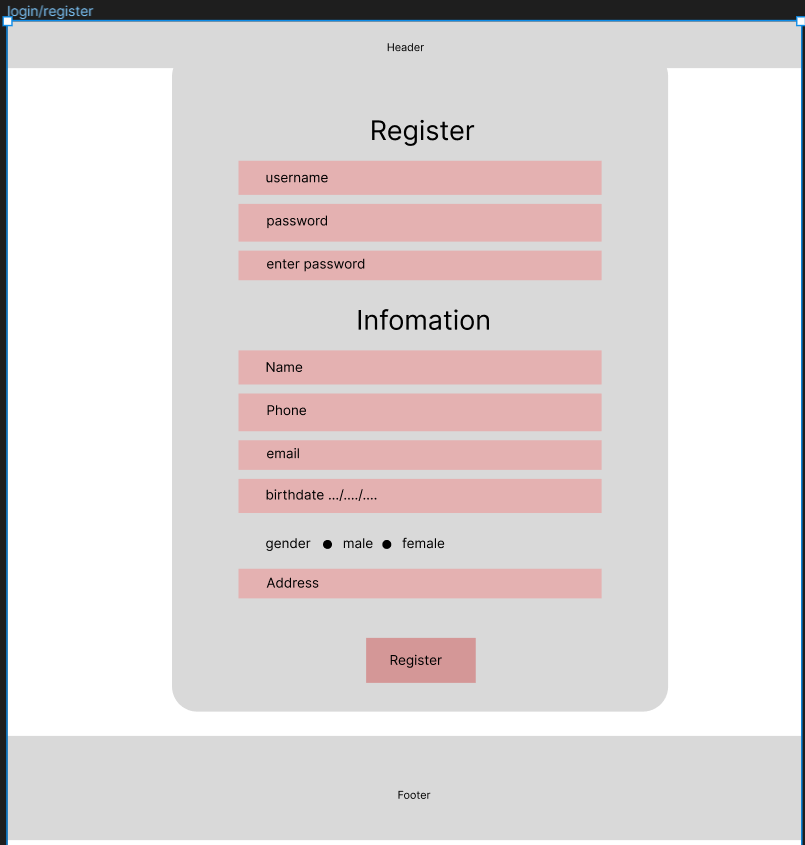 login/register
Header
Register
username
password
enter password
Infomation
Name
Phone
email
birthdate .../..../....
gender male female
Address
Register
Footer